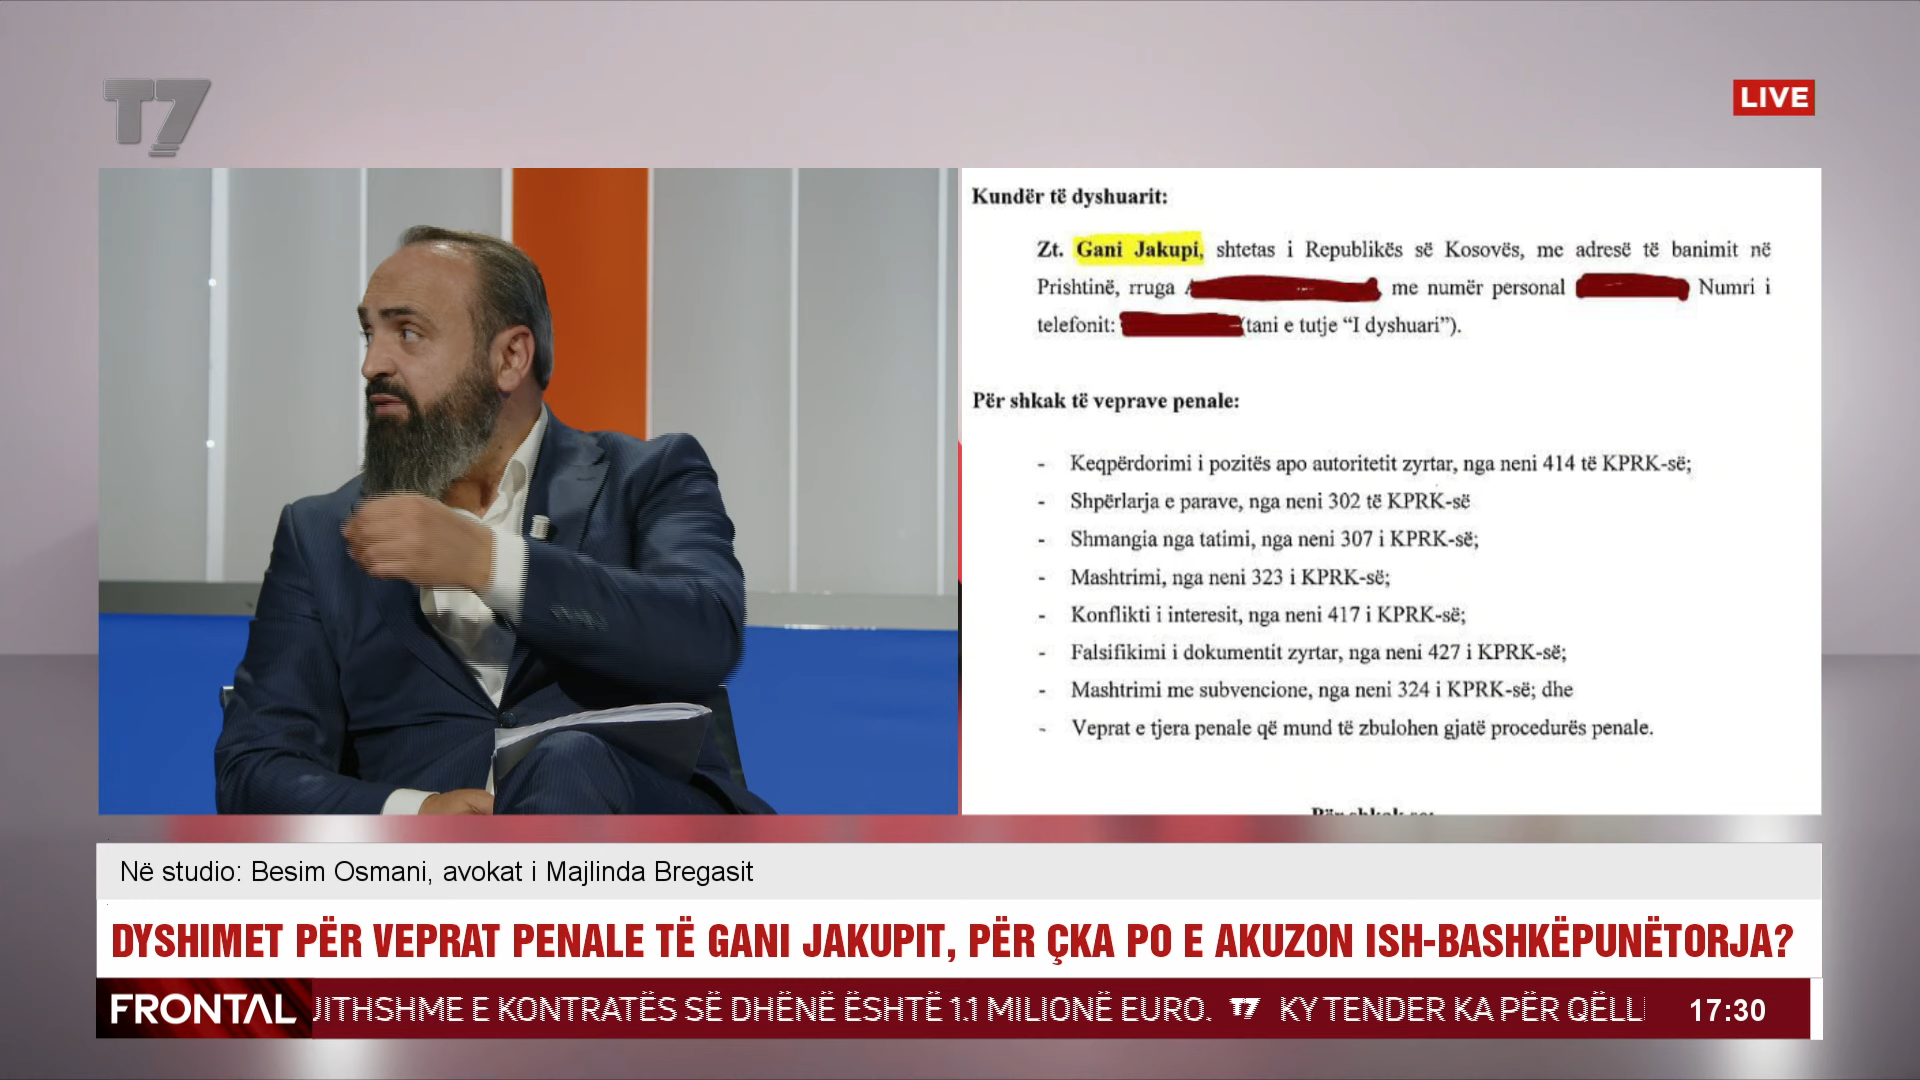 T7
LIVE
Kundër të dyshuarit:
Zt. Gani Jakupi, shtetas i Republikës së Kosovës, me adresë të banimit në
Prishtinë, rruga me numër personal Numri i
telefonit: (tani e tutje “I dyshuari”).
Për shkak të veprave penale:
- Keqpërdorimi i pozitës apo autoritetit zyrtar, nga neni 414 të KPRK-së;
- Shpërlarja e parave, nga neni 302 të KPRK-së
- Shmangia nga tatimi, nga neni 307 i KPRK-së;
- Mashtrimi, nga neni 323 i KPRK-së;
- Konflikti i interesit, nga neni 417 i KPRK-së;
- Falsifikimi i dokumentit zyrtar, nga neni 427 i KPRK-së;
- Mashtrimi me subvencione, nga neni 324 i KPRK-së; dhe
- Veprat e tjera penale që mund të zbulohen gjatë procedurës penale.
Në studio: Besim Osmani, avokat i Majlinda Bregasit
DYSHIMET PËR VEPRAT PENALE TË GANI JAKUPIT, PËR ÇKA PO E AKUZON ISH-BASHKËPUNËTORJA?
FRONTAL JITHSHME E KONTRATËS SË DHËNË ËSHTË 1.1 MILIONË EURO. T7 KY TENDER KA PËR QËLLI 17:30